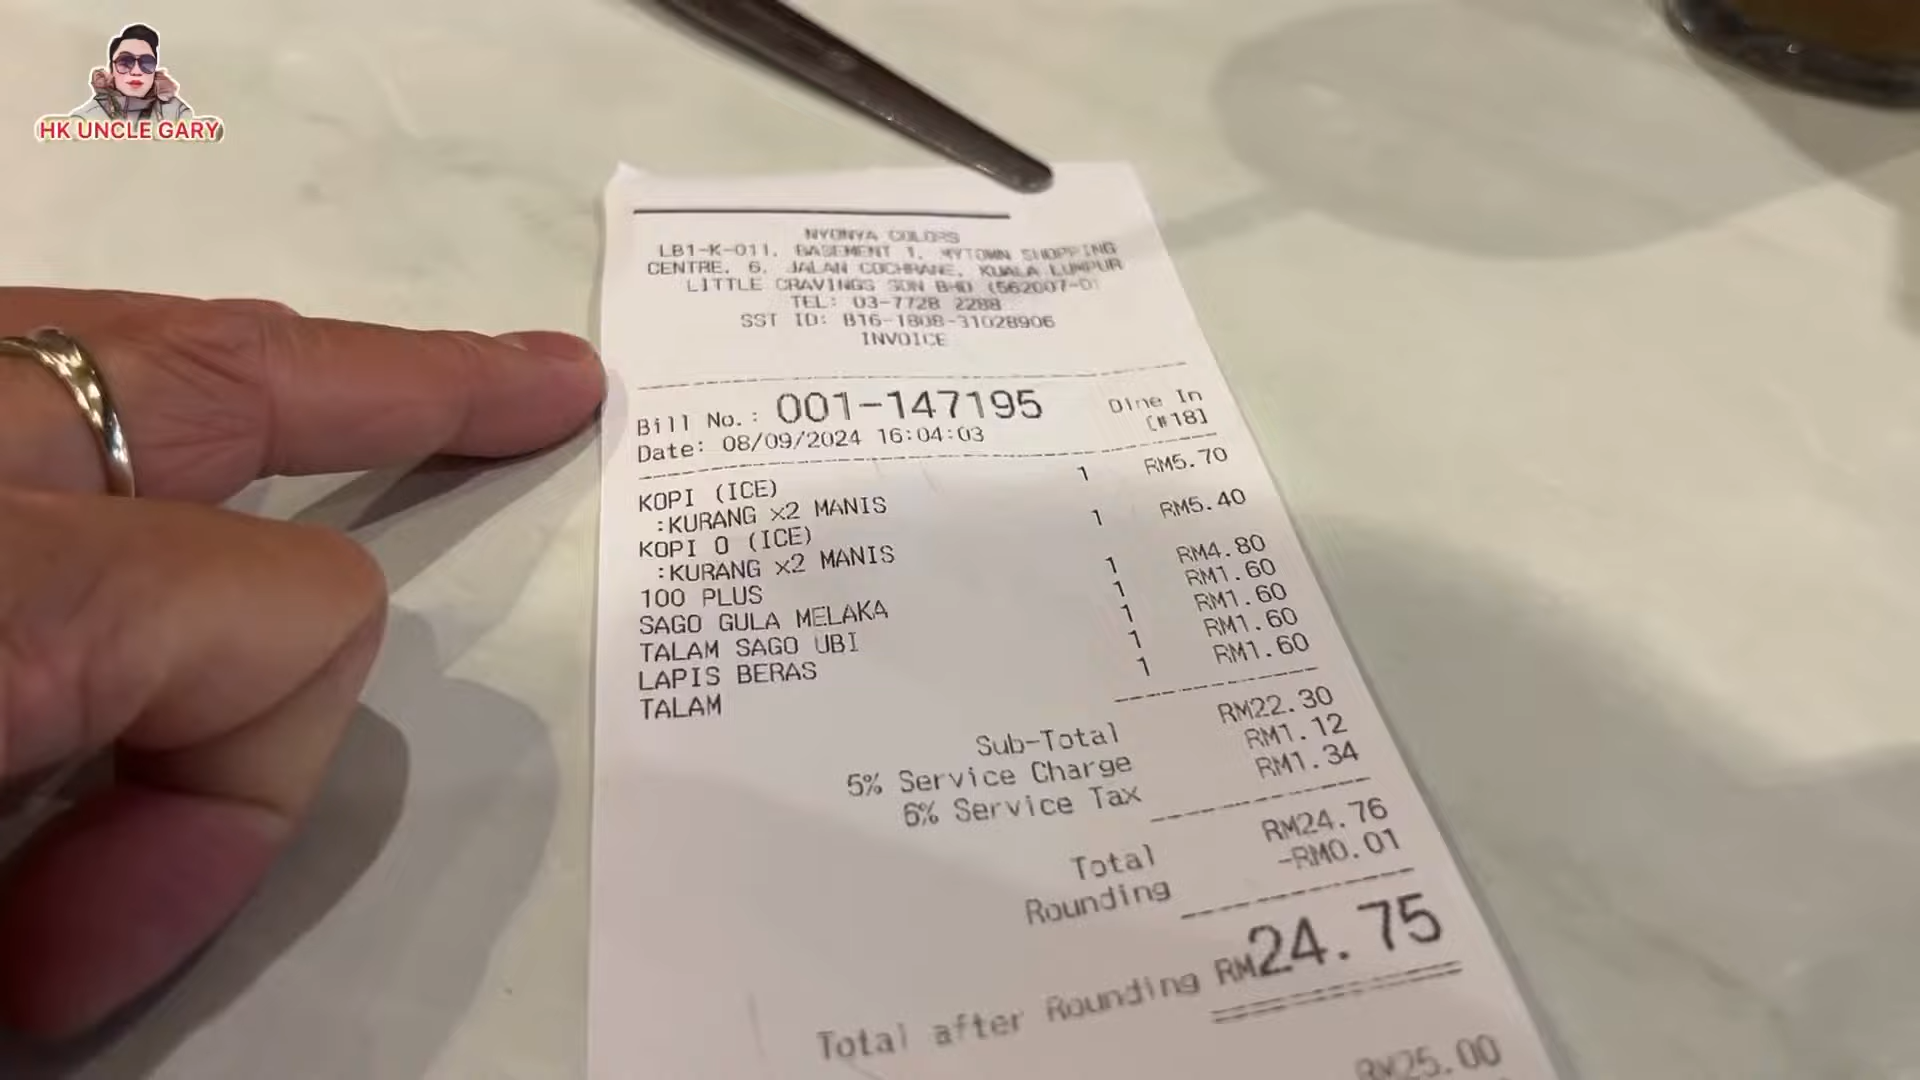 HK UNCLE GARY
NYONYA COLORS
LB1-K-011, BASEMENT 1, MYTOWN SHOPPING
CENTRE, 6, JALAN COCHRANE, KUALA LUMPUR
LITTLE CRAVINGS SDN BHD (562007-D)
TEL: 03-7728 2288
SST ID: B16-1808-31028906
INVOICE
Bill No.: 001-147195 Dine In
Date: 08/09/2024 16:04:03 [#18]
KOPI (ICE) 1 RM5.70
:KURANG x2 MANIS
KOPI O (ICE) 1 RM5.40
:KURANG x2 MANIS
100 PLUS 1 RM4.80
SAGO GULA MELAKA 1 RM1.60
TALAM SAGO UBI 1 RM1.60
LAPIS BERAS 1 RM1.60
TALAM 1 RM1.60
Sub-Total RM22.30
5% Service Charge RM1.12
6% Service Tax RM1.34
Total RM24.76
Rounding -RM0.01
Total after Rounding RM24.75
RM25.00